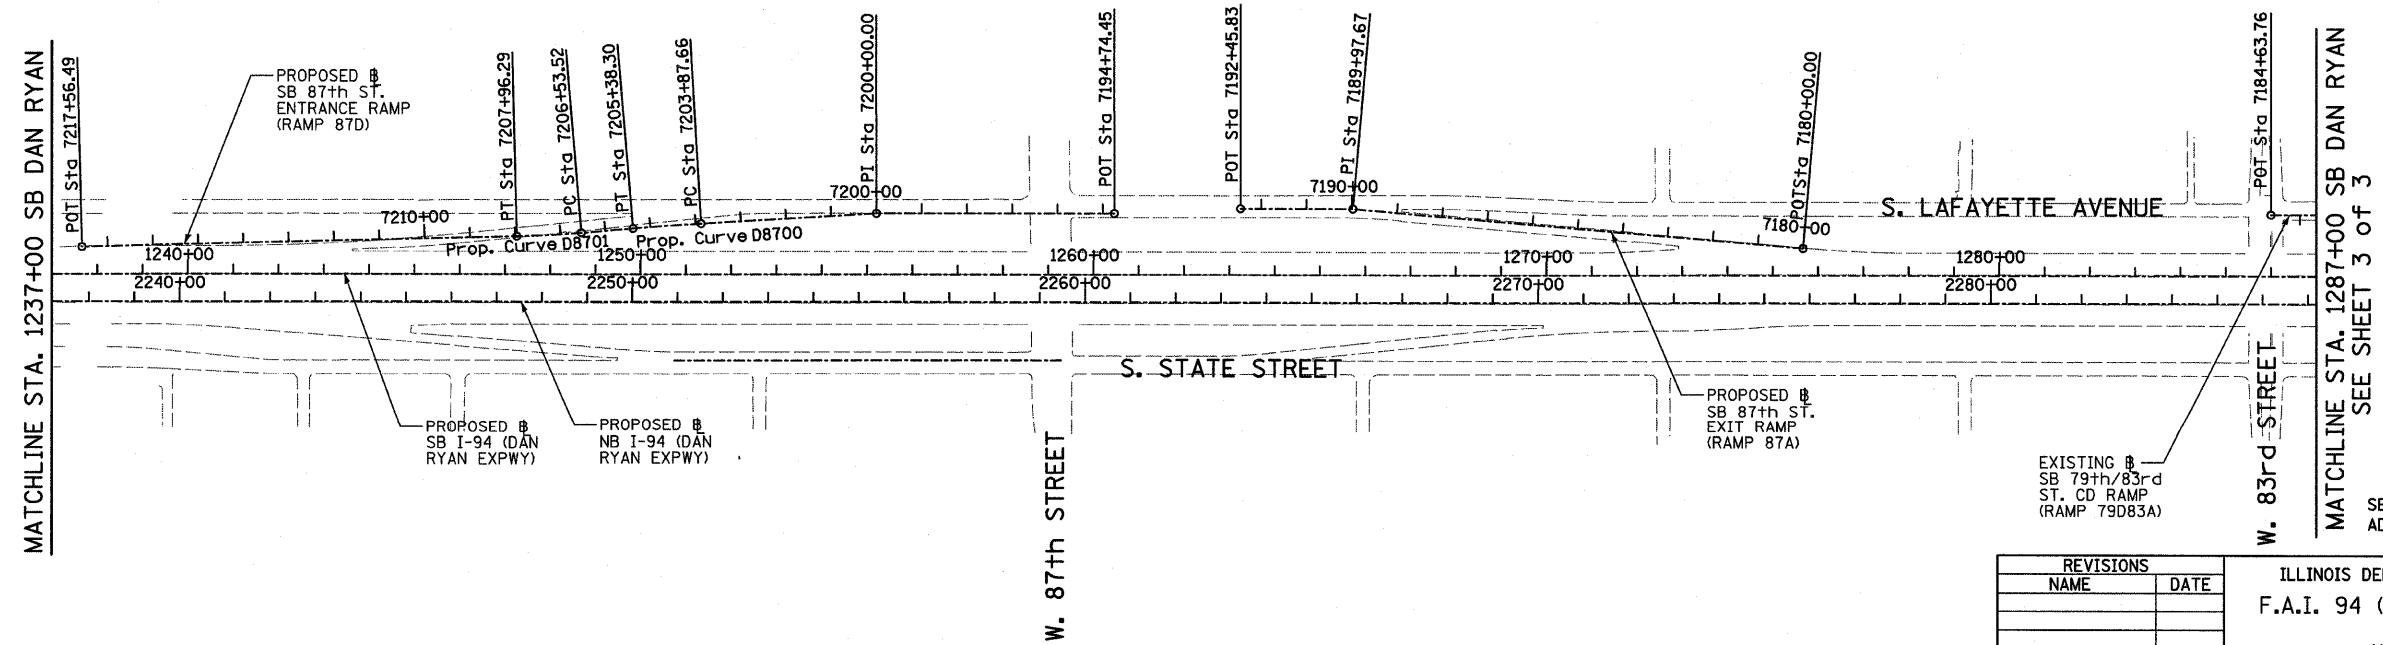 MATCHLINE STA. 1237+00 SB DAN RYAN
POT Sta 7217+56.49
PROPOSED B
SB 87th ST.
ENTRANCE RAMP
(RAMP 87D)
PT Sta 7207+96.29
PC Sta 7206+53.52
PT Sta 7205+38.30
PC Sta 7203+87.66
PI Sta 7200+00.00
POT Sta 7194+74.45
POT Sta 7192+45.83
PI Sta 7189+97.67
POTSta 7180+00.00
POT Sta 7184+63.76
MATCHLINE STA. 1287+00 SB DAN RYAN
SEE SHEET 3 of 3
7210+00
7200+00
7190+00
7180+00
S. LAFAYETTE AVENUE
Prop. Curve D8701
Prop. Curve D8700
1240+00
1250+00
1260+00
1270+00
1280+00
2240+00
2250+00
2260+00
2270+00
2280+00
S. STATE STREET
PROPOSED B
SB I-94 (DAN
RYAN EXPWY)
PROPOSED B
NB I-94 (DAN
RYAN EXPWY)
W. 87th STREET
PROPOSED B
SB 87th ST.
EXIT RAMP
(RAMP 87A)
EXISTING B
SB 79th/83rd
ST. CD RAMP
(RAMP 79D83A)
W. 83rd STREET
SE
AD
REVISIONS
NAME DATE
ILLINOIS DE
F.A.I. 94 (